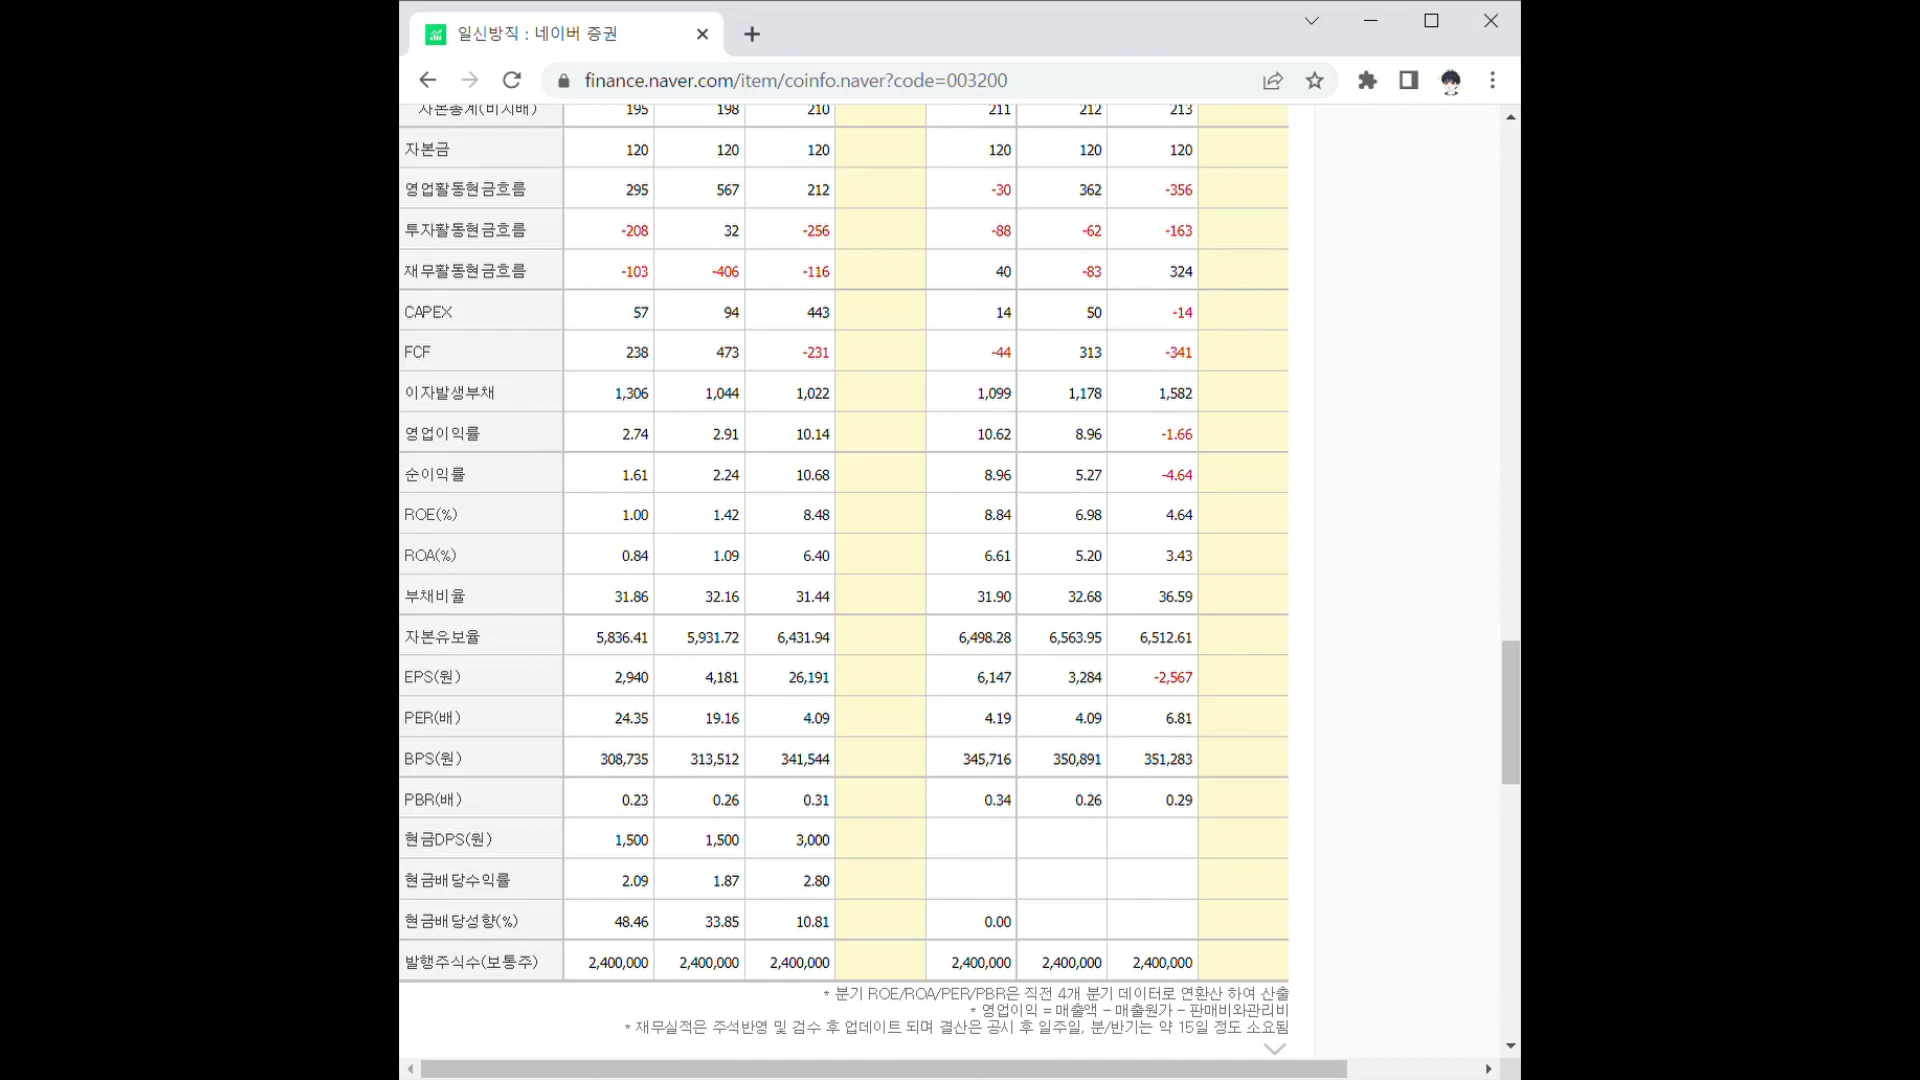 일신방직 : 네이버 증권
finance.naver.com/item/coinfo.naver?code=003200
자본총계(비지배) 195 198 210 211 212 213
자본금 120 120 120 120 120 120
영업활동현금흐름 295 567 212 -30 362 -356
투자활동현금흐름 -208 32 -256 -88 -62 -163
재무활동현금흐름 -103 -406 -116 40 -83 324
CAPEX 57 94 443 14 50 -14
FCF 238 473 -231 -44 313 -341
이자발생부채 1,306 1,044 1,022 1,099 1,178 1,582
영업이익률 2.74 2.91 10.14 10.62 8.96 -1.66
순이익률 1.61 2.24 10.68 8.96 5.27 -4.64
ROE(%) 1.00 1.42 8.48 8.84 6.98 4.64
ROA(%) 0.84 1.09 6.40 6.61 5.20 3.43
부채비율 31.86 32.16 31.44 31.90 32.68 36.59
자본유보율 5,836.41 5,931.72 6,431.94 6,498.28 6,563.95 6,512.61
EPS(원) 2,940 4,181 26,191 6,147 3,284 -2,567
PER(배) 24.35 19.16 4.09 4.19 4.09 6.81
BPS(원) 308,735 313,512 341,544 345,716 350,891 351,283
PBR(배) 0.23 0.26 0.31 0.34 0.26 0.29
현금DPS(원) 1,500 1,500 3,000
현금배당수익률 2.09 1.87 2.80
현금배당성향(%) 48.46 33.85 10.81 0.00
발행주식수(보통주) 2,400,000 2,400,000 2,400,000 2,400,000 2,400,000 2,400,000
* 분기 ROE/ROA/PER/PBR은 직전 4개 분기 데이터로 연환산 하여 산출
* 영업이익 = 매출액 - 매출원가 - 판매비와관리비
* 재무실적은 주석반영 및 검수 후 업데이트 되며 결산은 공시 후 일주일, 분/반기는 약 15일 정도 소요됨